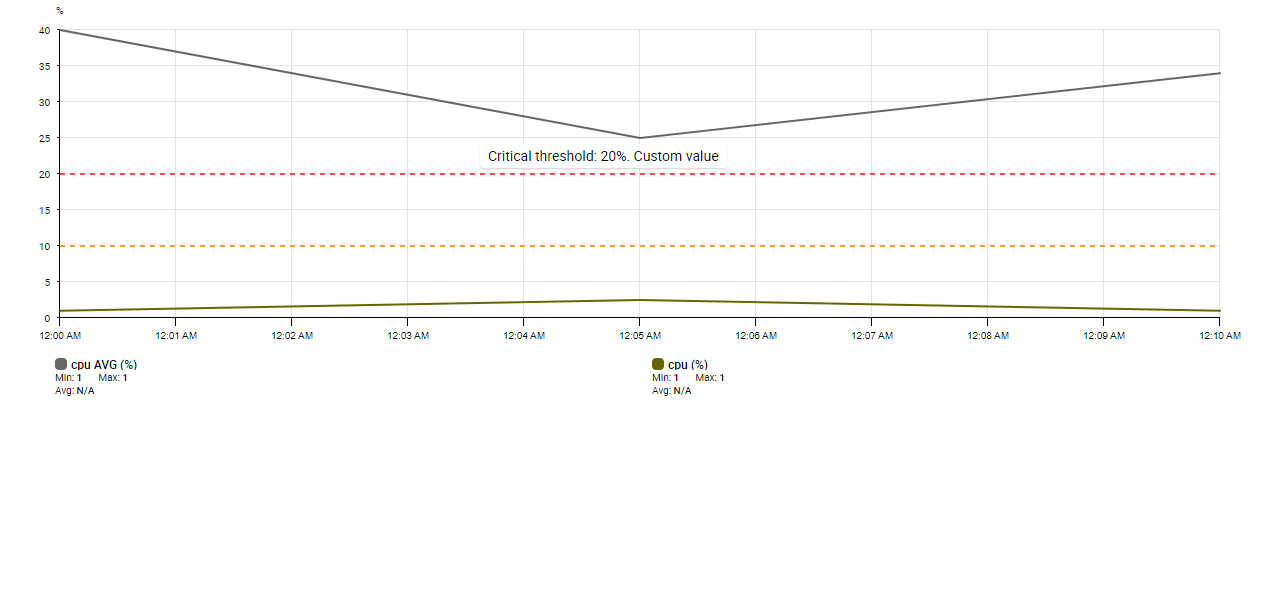 %
40
35
30
25
Critical threshold: 20%. Custom value
20
15
10
5
0
12:00 AM 12:01 AM 12:02 AM 12:03 AM 12:04 AM 12:05 AM 12:06 AM 12:07 AM 12:08 AM 12:09 AM 12:10 AM
cpu AVG (%) cpu (%)
Min: 1 Max: 1 Min: 1 Max: 1
Avg: N/A Avg: N/A